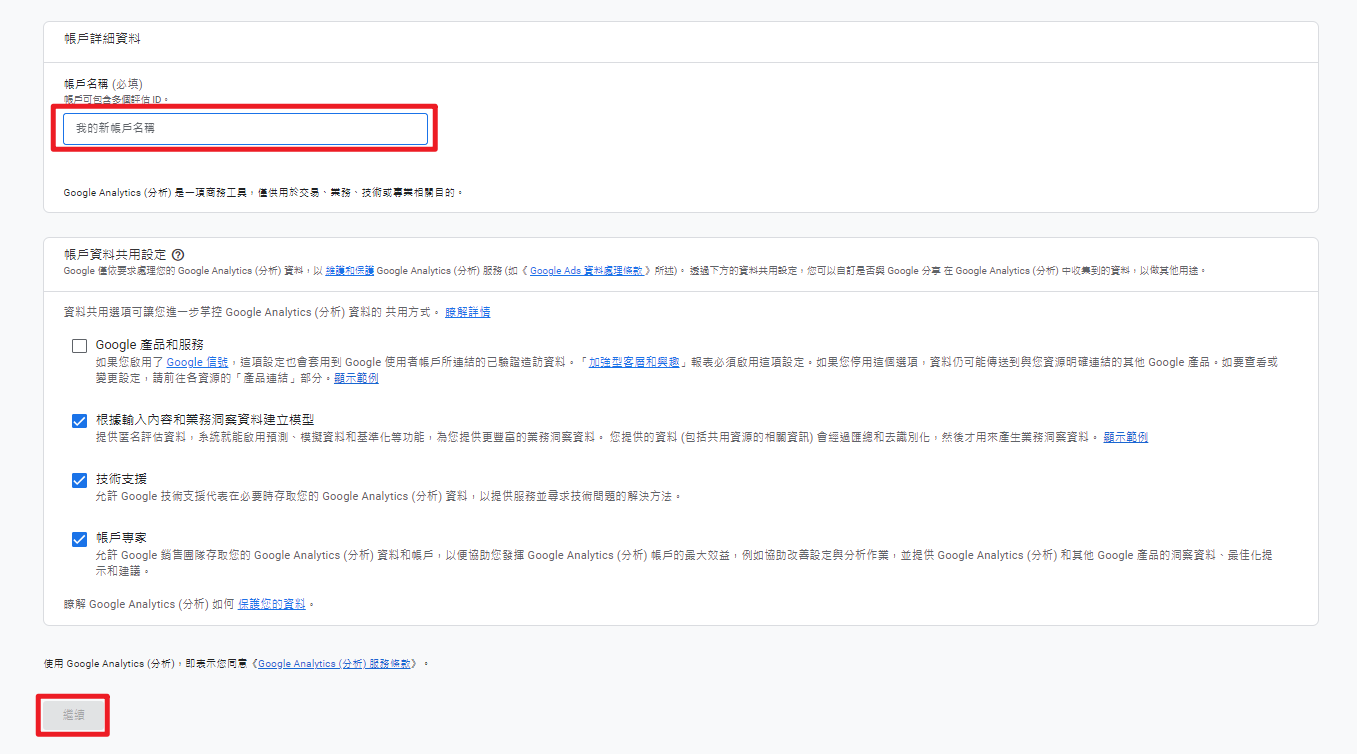 帳戶詳細資料
帳戶名稱 (必填)
帳戶可包含多個評估 ID。
我的新帳戶名稱
Google Analytics (分析) 是一項商務工具，僅供用於交易、業務、技術或專業相關目的。
帳戶資料共用設定
Google 僅依要求處理您的 Google Analytics (分析) 資料，以 維護和保護 Google Analytics (分析) 服務 (如《 Google Ads 資料處理條款 》所述)。 透過下方的資料共用設定，您可以自訂是否與 Google 分享 在 Google Analytics (分析) 中收集到的資料，以做其他用途。
資料共用選項可讓您進一步掌控 Google Analytics (分析) 資料的 共用方式。 瞭解詳情
Google 產品和服務
如果您啟用了 Google 信號，這項設定也會套用到 Google 使用者帳戶所連結的已驗證造訪資料。「加強型客層和興趣」報表必須啟用這項設定。如果您停用這個選項，資料仍可能傳送到與您資源明確連結的其他 Google 產品。如要查看或
變更設定，請前往各資源的「產品連結」部分。顯示範例
根據輸入內容和業務洞察資料建立模型
提供匿名評估資料，系統就能啟用預測、模擬資料和基準化等功能，為您提供更豐富的業務洞察資料。 您提供的資料 (包括共用資源的相關資訊) 會經過匯總和去識別化，然後才用來產生業務洞察資料。 顯示範例
技術支援
允許 Google 技術支援代表在必要時存取您的 Google Analytics (分析) 資料，以提供服務並尋求技術問題的解決方法。
帳戶專家
允許 Google 銷售團隊存取您的 Google Analytics (分析) 資料和帳戶，以便協助您發揮 Google Analytics (分析) 帳戶的最大效益，例如協助改善設定與分析作業，並提供 Google Analytics (分析) 和其他 Google 產品的洞察資料、最佳化提
示和建議。
瞭解 Google Analytics (分析) 如何 保護您的資料。
使用 Google Analytics (分析)，即表示您同意《Google Analytics (分析) 服務條款》。
繼續